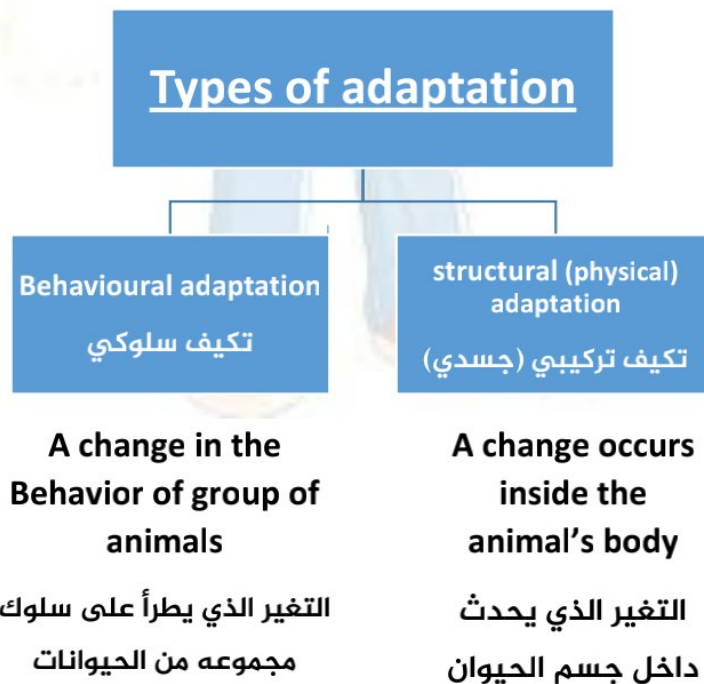 Types of adaptation
Behavioural adaptation
تكيف سلوكي
structural (physical)
adaptation
تكيف تركيبي (جسدي)
A change in the
Behavior of group of
animals
التغير الذي يطرأ على سلوك
مجموعه من الحيوانات
A change occurs
inside the
animal’s body
التغير الذي يحدث
داخل جسم الحيوان